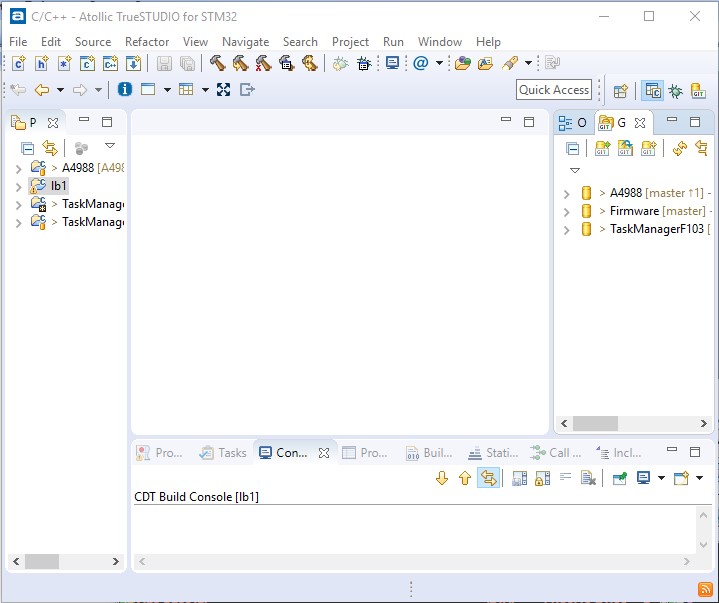 C/C++ - Atollic TrueSTUDIO for STM32
File Edit Source Refactor View Navigate Search Project Run Window Help
Quick Access
P
O
G
A4988 [A498
lb1
TaskManage
TaskManage
> A4988 [master ↑1] -
> Firmware [master] -
> TaskManagerF103 [
Pro... Tasks Con... Pro... Buil... Stati... Call ... Incl...
CDT Build Console [lb1]